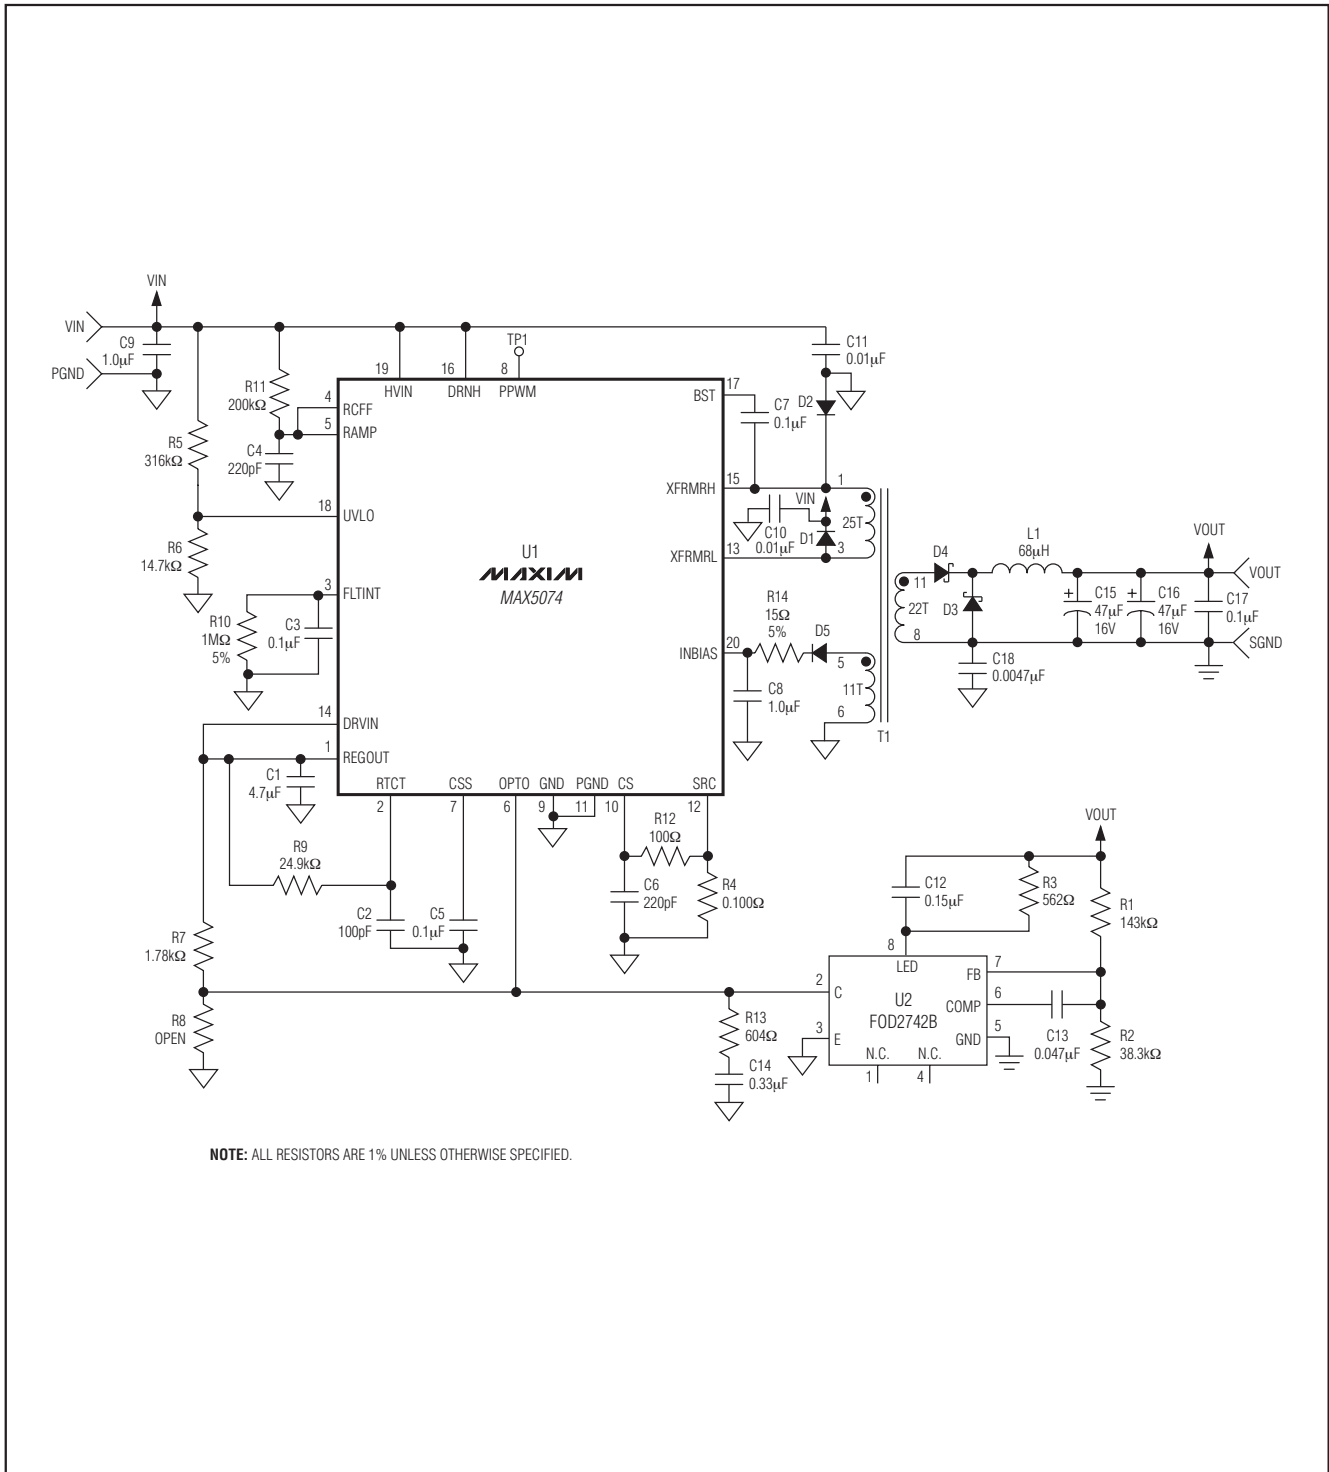 VIN
VIN
C9
1.0µF
PGND
R11
200kΩ
R5
316kΩ
C4
220pF
R6
14.7kΩ
R10
1MΩ
5%
C3
0.1µF
19
HVIN
16
DRNH
TP1
8
PPWM
4
RCFF
5
RAMP
18
UVLO
3
FLTINT
14
DRVIN
1
REGOUT
U1
MAXIM
MAX5074
17
BST
15
XFRMRH
13
XFRMRL
20
INBIAS
RTCT
2
CSS
7
OPTO
6
GND
9
PGND
11
CS
10
SRC
12
C11
0.01µF
C7
0.1µF
D2
VIN
C10
0.01µF
D1
1
25T
3
R14
15Ω
5%
D5
C8
1.0µF
5
11T
6
T1
11
22T
8
D4
D3
L1
68µH
C15
47µF
16V
C16
47µF
16V
C17
0.1µF
C18
0.0047µF
VOUT
VOUT
SGND
C1
4.7µF
R9
24.9kΩ
C2
100pF
C5
0.1µF
R12
100Ω
C6
220pF
R4
0.100Ω
R7
1.78kΩ
R8
OPEN
R13
604Ω
C14
0.33µF
VOUT
C12
0.15µF
R3
562Ω
R1
143kΩ
8
LED
7
FB
6
COMP
5
GND
2
C
3
E
U2
FOD2742B
N.C.
1
N.C.
4
C13
0.047µF
R2
38.3kΩ
NOTE: ALL RESISTORS ARE 1% UNLESS OTHERWISE SPECIFIED.